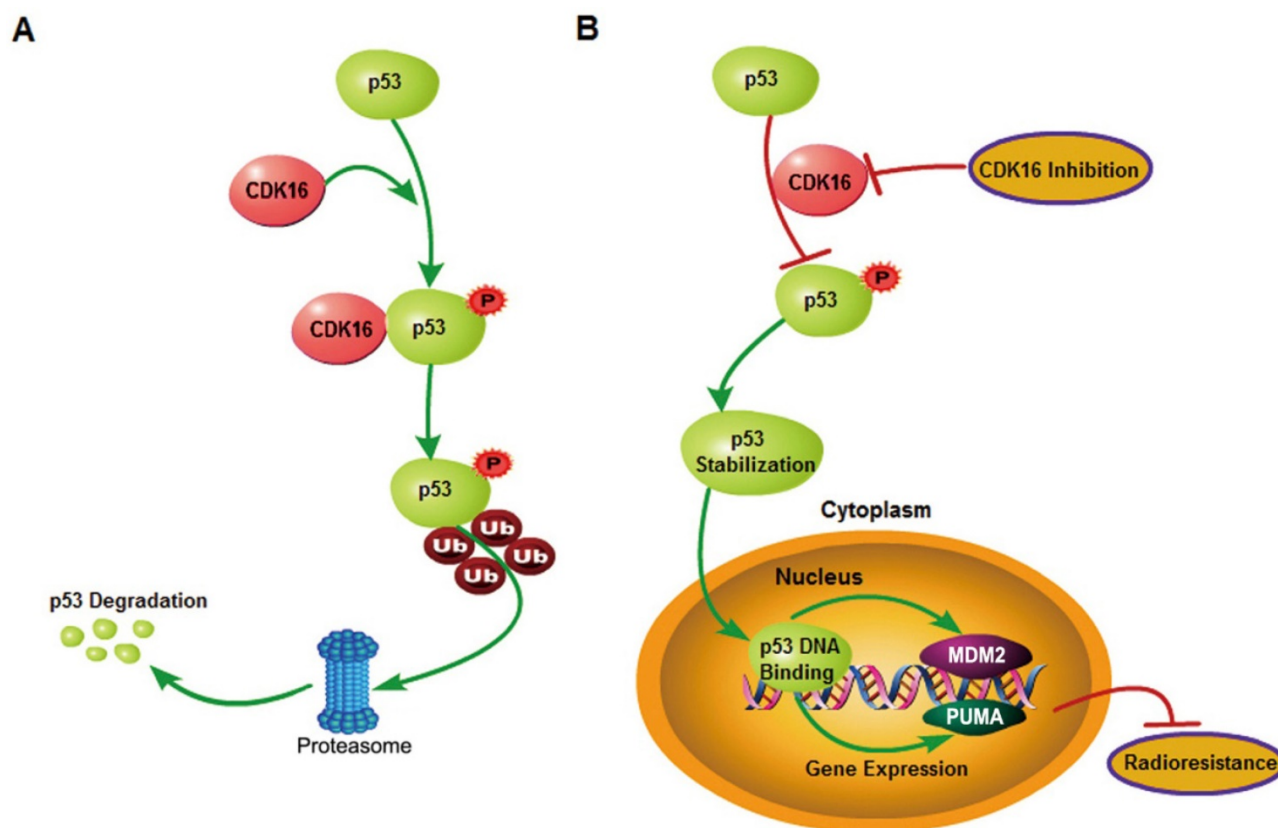 A
p53
CDK16
CDK16
p53
P
p53
P
Ub
Ub
Ub
Ub
p53 Degradation
Proteasome
B
p53
CDK16
CDK16 Inhibition
p53
P
p53
Stabilization
Cytoplasm
Nucleus
p53 DNA
Binding
MDM2
PUMA
Gene Expression
Radioresistance